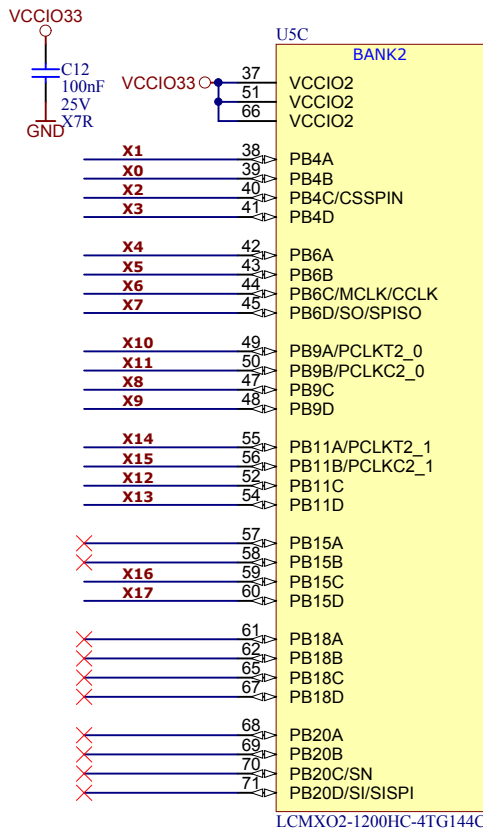 VCCIO33
C12
100nF
25V
X7R
GND
U5C
BANK2
VCCIO33
37 VCCIO2
51 VCCIO2
66 VCCIO2
X1 38 PB4A
X0 39 PB4B
X2 40 PB4C/CSSPIN
X3 41 PB4D
X4 42 PB6A
X5 43 PB6B
X6 44 PB6C/MCLK/CCLK
X7 45 PB6D/SO/SPISO
X10 49 PB9A/PCLKT2_0
X11 50 PB9B/PCLKC2_0
X8 47 PB9C
X9 48 PB9D
X14 55 PB11A/PCLKT2_1
X15 56 PB11B/PCLKC2_1
X12 52 PB11C
X13 54 PB11D
57 PB15A
58 PB15B
X16 59 PB15C
X17 60 PB15D
61 PB18A
62 PB18B
65 PB18C
67 PB18D
68 PB20A
69 PB20B
70 PB20C/SN
71 PB20D/SI/SISPI
LCMXO2-1200HC-4TG144C